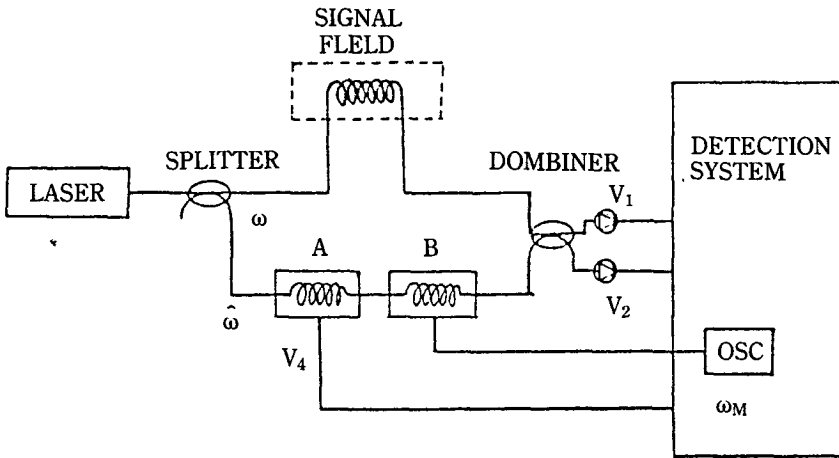 SIGNAL
FLELD
SPLITTER
DOMBINER
DETECTION
SYSTEM
LASER
V1
ω
A
B
ω̂
V2
V4
OSC
ωM